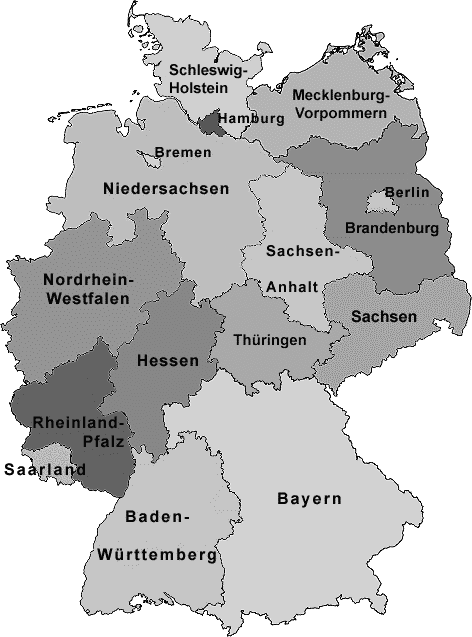 Schleswig-
Holstein
Mecklenburg-
Vorpommern
Hamburg
Bremen
Niedersachsen
Berlin
Brandenburg
Sachsen-
Anhalt
Nordrhein-
Westfalen
Sachsen
Thüringen
Hessen
Rheinland-
Pfalz
Saarland
Bayern
Baden-
Württemberg